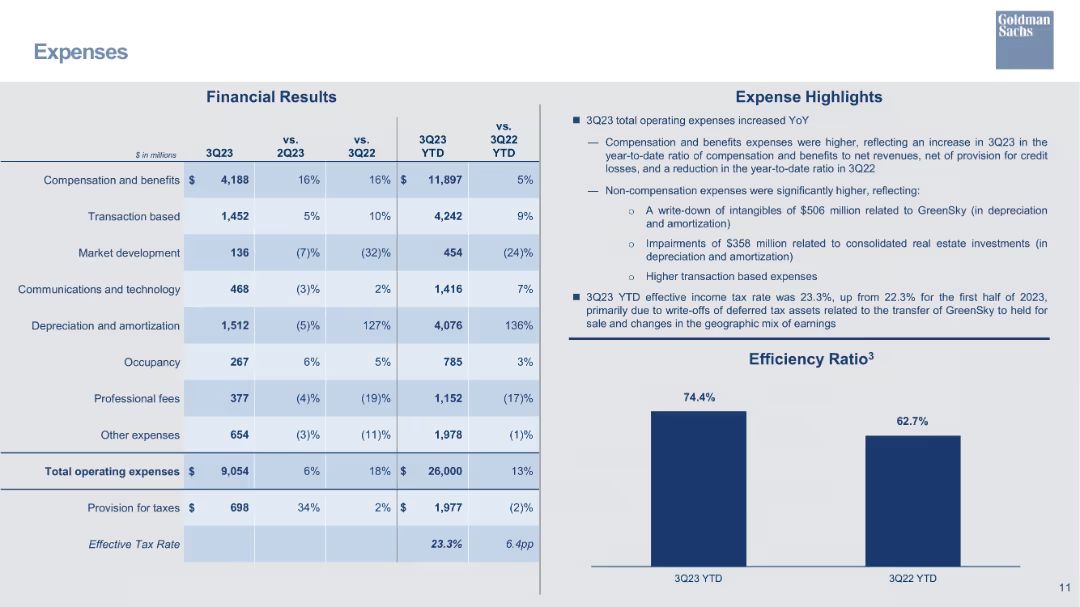 Expenses
Goldman
Sachs
Financial Results
$ in millions 3Q23 vs. 2Q23 vs. 3Q22 3Q23 YTD vs. 3Q22 YTD
Compensation and benefits $ 4,188 16% 16% $ 11,897 5%
Transaction based 1,452 5% 10% 4,242 9%
Market development 136 (7)% (32)% 454 (24)%
Communications and technology 468 (3)% 2% 1,416 7%
Depreciation and amortization 1,512 (5)% 127% 4,076 136%
Occupancy 267 6% 5% 785 3%
Professional fees 377 (4)% (19)% 1,152 (17)%
Other expenses 654 (3)% (11)% 1,978 (1)%
Total operating expenses $ 9,054 6% 18% $ 26,000 13%
Provision for taxes $ 698 34% 2% $ 1,977 (2)%
Effective Tax Rate 23.3% 6.4pp
Expense Highlights
■ 3Q23 total operating expenses increased YoY
— Compensation and benefits expenses were higher, reflecting an increase in 3Q23 in the
year-to-date ratio of compensation and benefits to net revenues, net of provision for credit
losses, and a reduction in the year-to-date ratio in 3Q22
— Non-compensation expenses were significantly higher, reflecting:
o A write-down of intangibles of $506 million related to GreenSky (in depreciation
and amortization)
o Impairments of $358 million related to consolidated real estate investments (in
depreciation and amortization)
o Higher transaction based expenses
■ 3Q23 YTD effective income tax rate was 23.3%, up from 22.3% for the first half of 2023,
primarily due to write-offs of deferred tax assets related to the transfer of GreenSky to held for
sale and changes in the geographic mix of earnings
Efficiency Ratio³
74.4%
62.7%
3Q23 YTD
3Q22 YTD
11